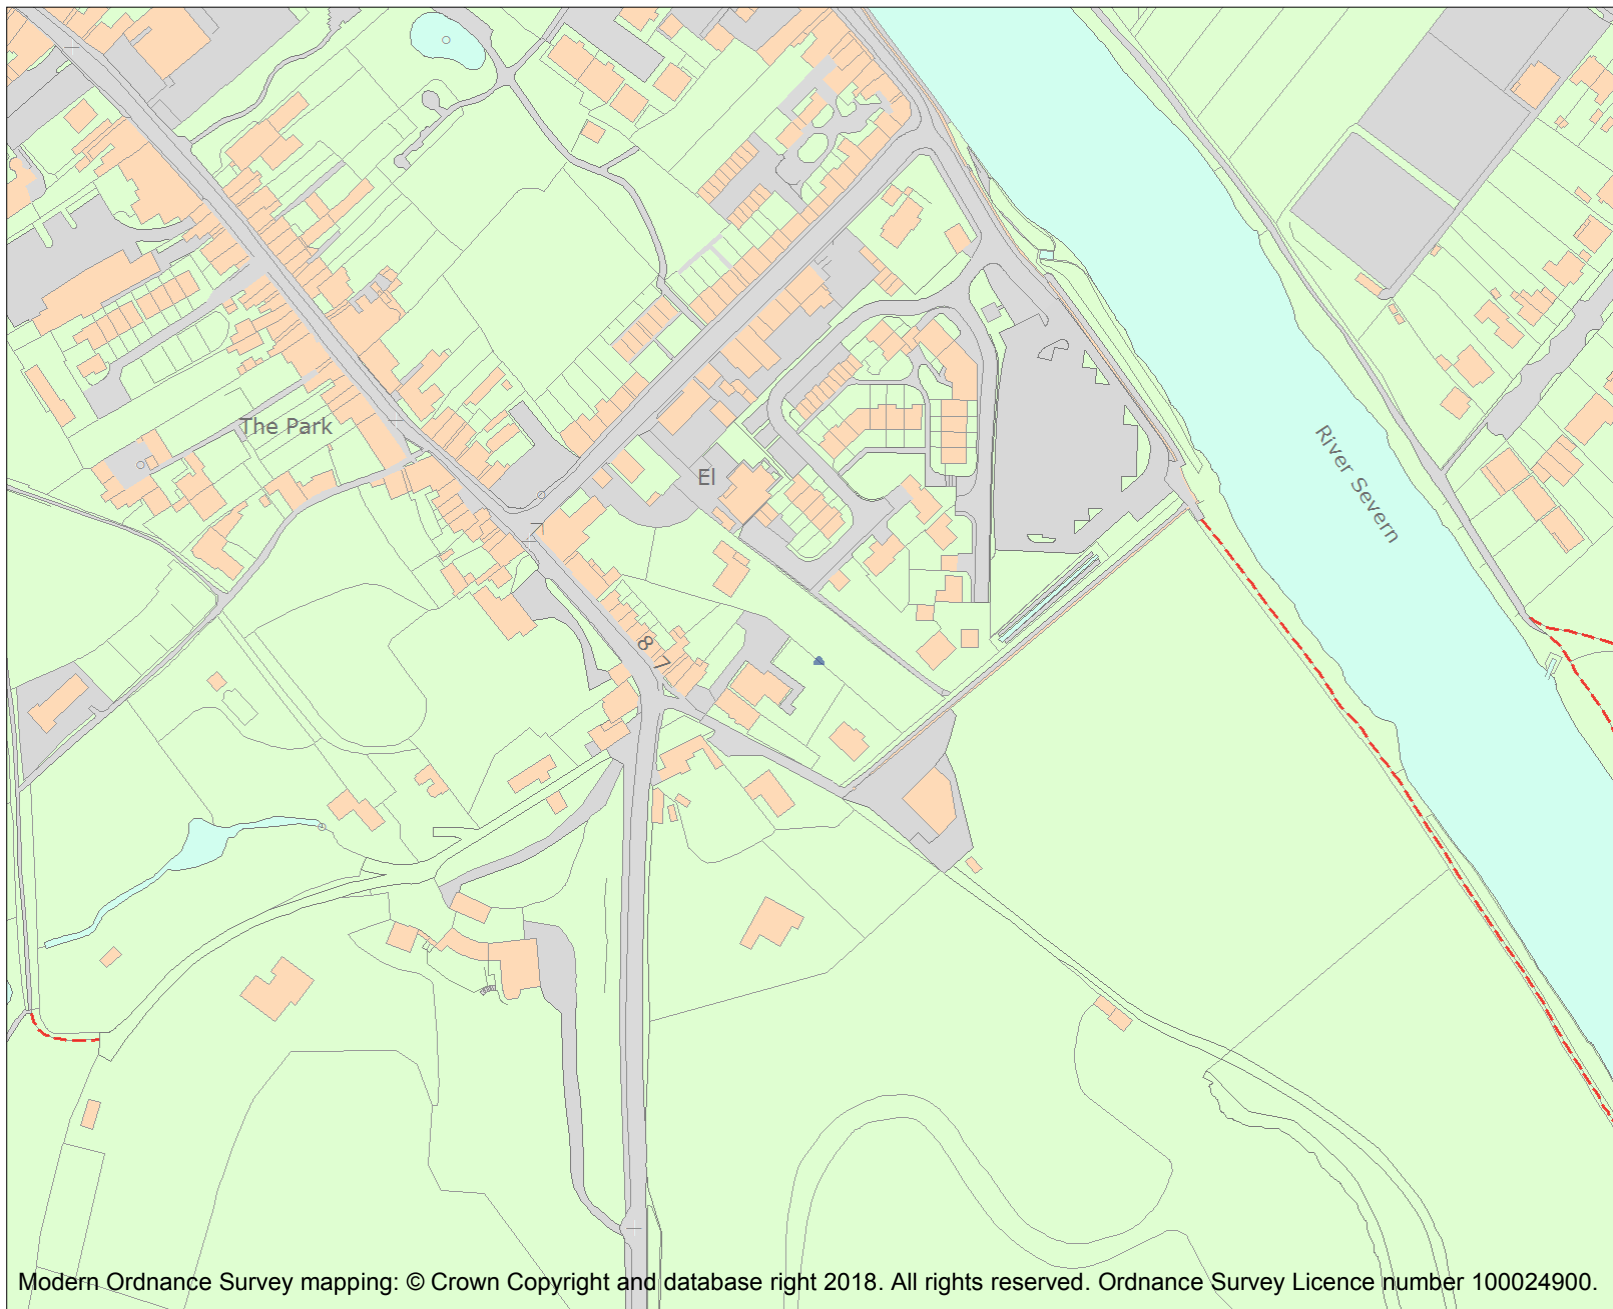 The Park
El
River Severn
7
8
7
Modern Ordnance Survey mapping: © Crown Copyright and database right 2018. All rights reserved. Ordnance Survey Licence number 100024900.